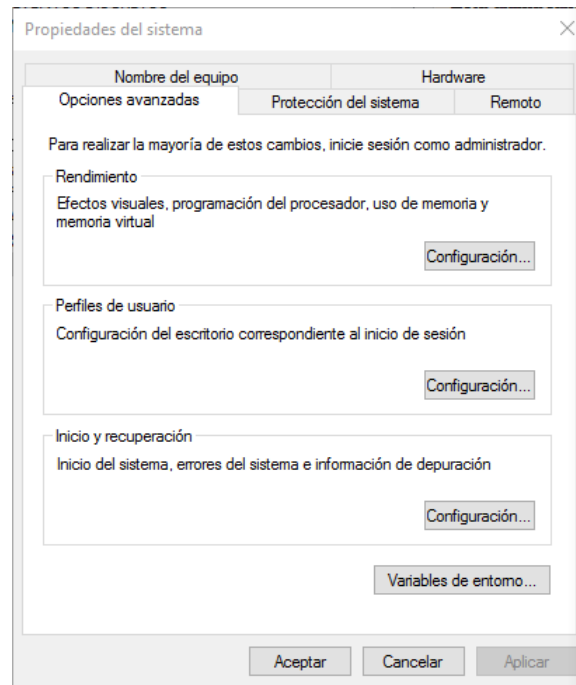 Propiedades del sistema
Nombre del equipo
Hardware
Opciones avanzadas
Protección del sistema
Remoto
Para realizar la mayoría de estos cambios, inicie sesión como administrador.
Rendimiento
Efectos visuales, programación del procesador, uso de memoria y
memoria virtual
Configuración...
Perfiles de usuario
Configuración del escritorio correspondiente al inicio de sesión
Configuración...
Inicio y recuperación
Inicio del sistema, errores del sistema e información de depuración
Configuración...
Variables de entorno...
Aceptar
Cancelar
Aplicar